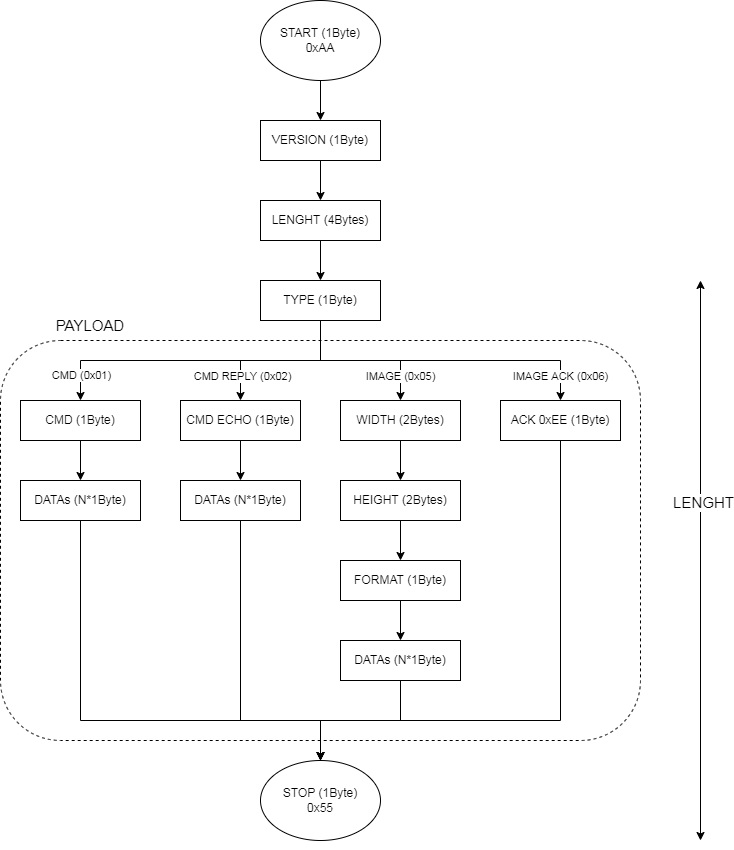 START (1Byte)
0xAA
VERSION (1Byte)
LENGHT (4Bytes)
TYPE (1Byte)
PAYLOAD
CMD (0x01)
CMD REPLY (0x02)
IMAGE (0x05)
IMAGE ACK (0x06)
CMD (1Byte)
CMD ECHO (1Byte)
WIDTH (2Bytes)
ACK 0xEE (1Byte)
DATAs (N*1Byte)
DATAs (N*1Byte)
HEIGHT (2Bytes)
LENGHT
FORMAT (1Byte)
DATAs (N*1Byte)
STOP (1Byte)
0x55